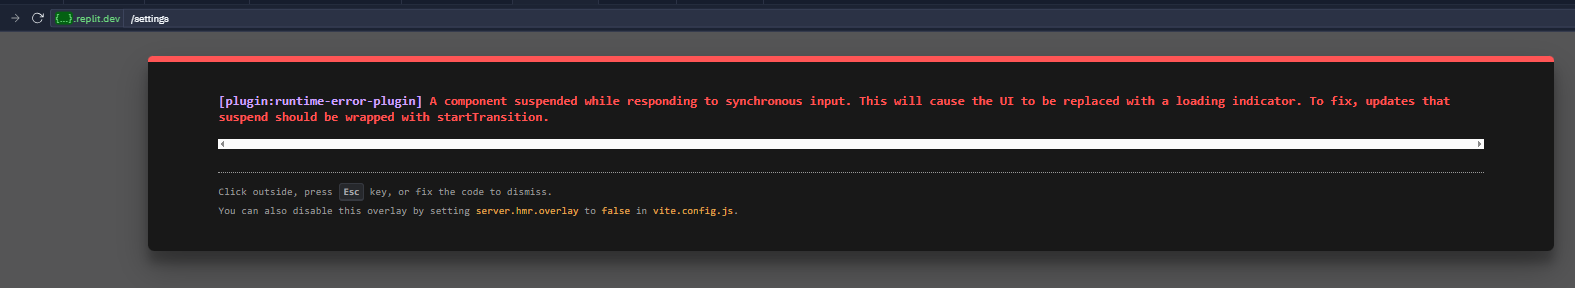 {...}.replit.dev /settings
[plugin:runtime-error-plugin] A component suspended while responding to synchronous input. This will cause the UI to be replaced with a loading indicator. To fix, updates that
suspend should be wrapped with startTransition.
Click outside, press Esc key, or fix the code to dismiss.
You can also disable this overlay by setting server.hmr.overlay to false in vite.config.js.